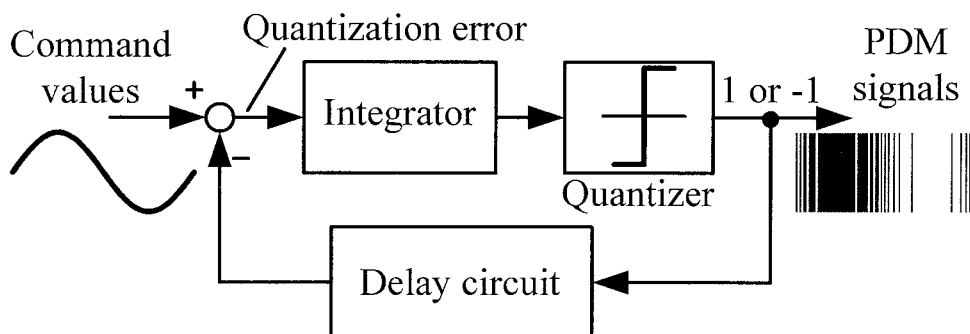 Command
values
Quantization error
+
−
Integrator
Quantizer
1 or -1
PDM
signals
Delay circuit